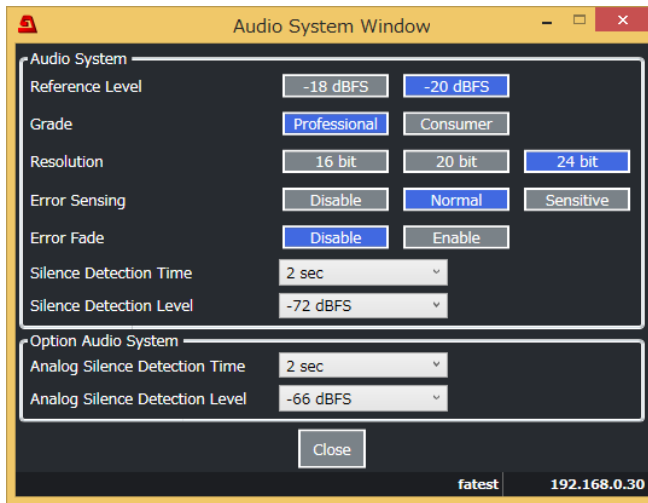 Audio System Window
Audio System
Reference Level -18 dBFS -20 dBFS
Grade Professional Consumer
Resolution 16 bit 20 bit 24 bit
Error Sensing Disable Normal Sensitive
Error Fade Disable Enable
Silence Detection Time 2 sec
Silence Detection Level -72 dBFS
Option Audio System
Analog Silence Detection Time 2 sec
Analog Silence Detection Level -66 dBFS
Close
fatest 192.168.0.30